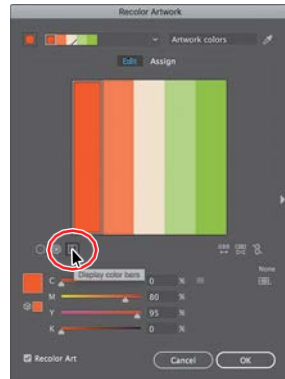 Recolor Artwork
Artwork colors
Edit Assign
Display color bars
None
C 0 %
M 80 %
Y 95 %
K 0 %
Recolor Art
Cancel OK